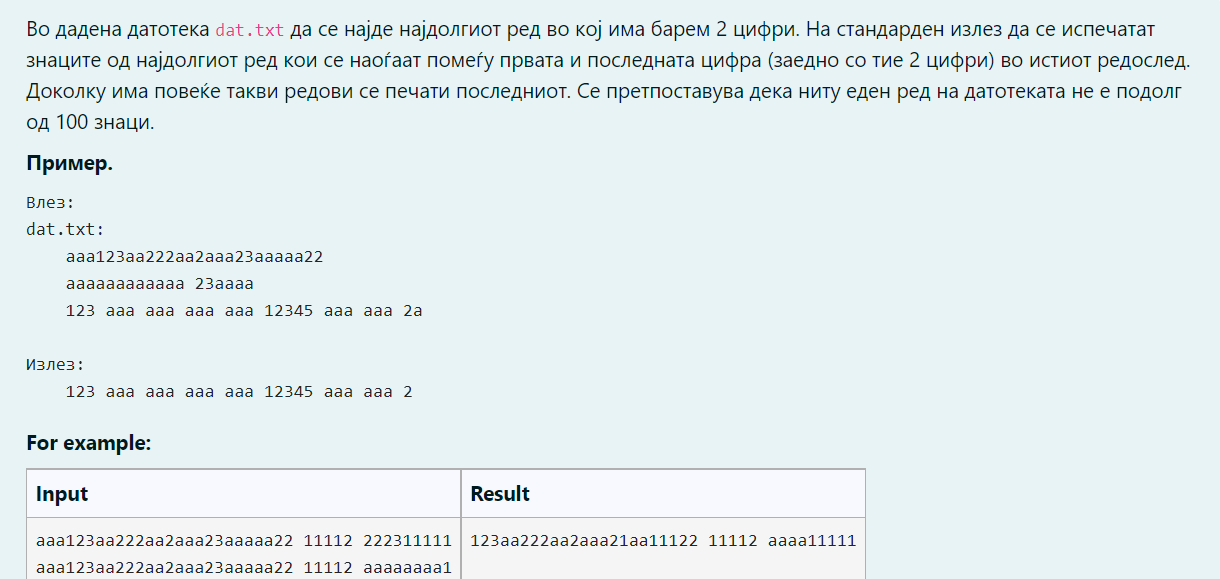 Во дадена датотека dat.txt да се најде најдолгиот ред во кој има барем 2 цифри. На стандарден излез да се испечатат
знаците од најдолгиот ред кои се наоѓаат помеѓу првата и последната цифра (заедно со тие 2 цифри) во истиот редослед.
Доколку има повеќе такви редови се печати последниот. Се претпоставува дека ниту еден ред на датотеката не е подолг
од 100 знаци.
Пример.
Влез:
dat.txt:
aaa123aa222aa2aaa23aaaaa22
aaaaaaaaaaaa 23aaaa
123 aaa aaa aaa aaa 12345 aaa aaa 2a
Излез:
123 aaa aaa aaa aaa 12345 aaa aaa 2
For example:
Input Result
aaa123aa222aa2aaa23aaaaa22 11112 222311111 123aa222aa2aaa21aa11122 11112 aaaa11111
aaa123aa222aa2aaa23aaaaa22 11112 aaaaaaaa1